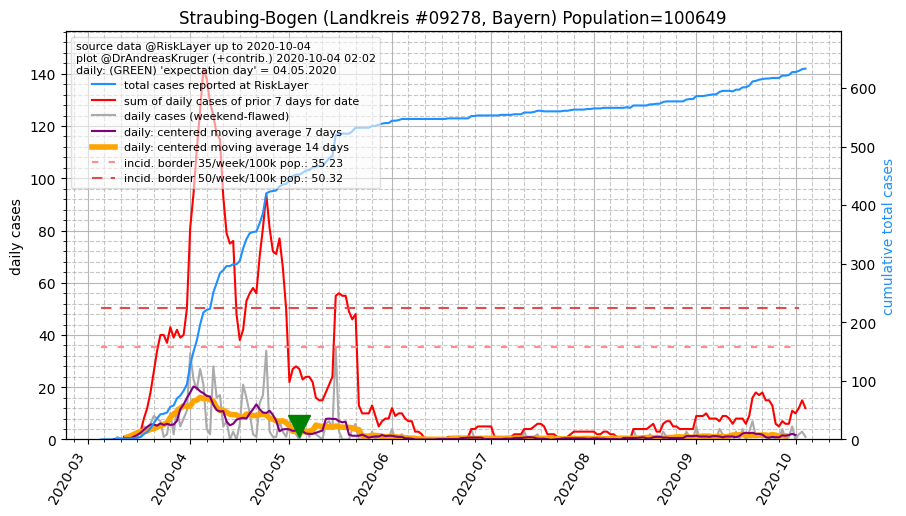 Straubing-Bogen (Landkreis #09278, Bayern) Population=100649
source data @RiskLayer up to 2020-10-04
plot @DrAndreasKruger (+contrib.) 2020-10-04 02:02
daily: (GREEN) 'expectation day' = 04.05.2020
total cases reported at RiskLayer
sum of daily cases of prior 7 days for date
daily cases (weekend-flawed)
daily: centered moving average 7 days
daily: centered moving average 14 days
incid. border 35/week/100k pop.: 35.23
incid. border 50/week/100k pop.: 50.32
daily cases
140
120
100
80
60
40
20
0
cumulative total cases
600
500
400
300
200
100
0
2020-03
2020-04
2020-05
2020-06
2020-07
2020-08
2020-09
2020-10